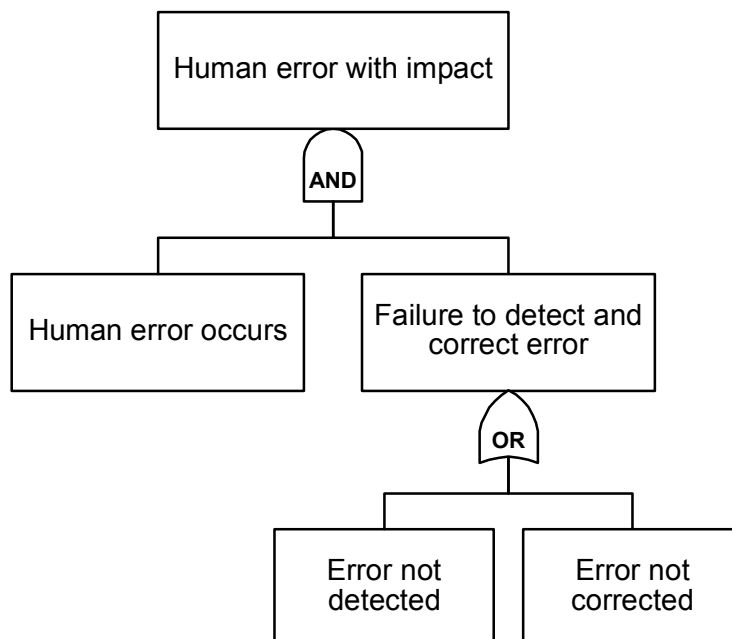 Human error with impact
AND
Human error occurs
Failure to detect and
correct error
OR
Error not
detected
Error not
corrected